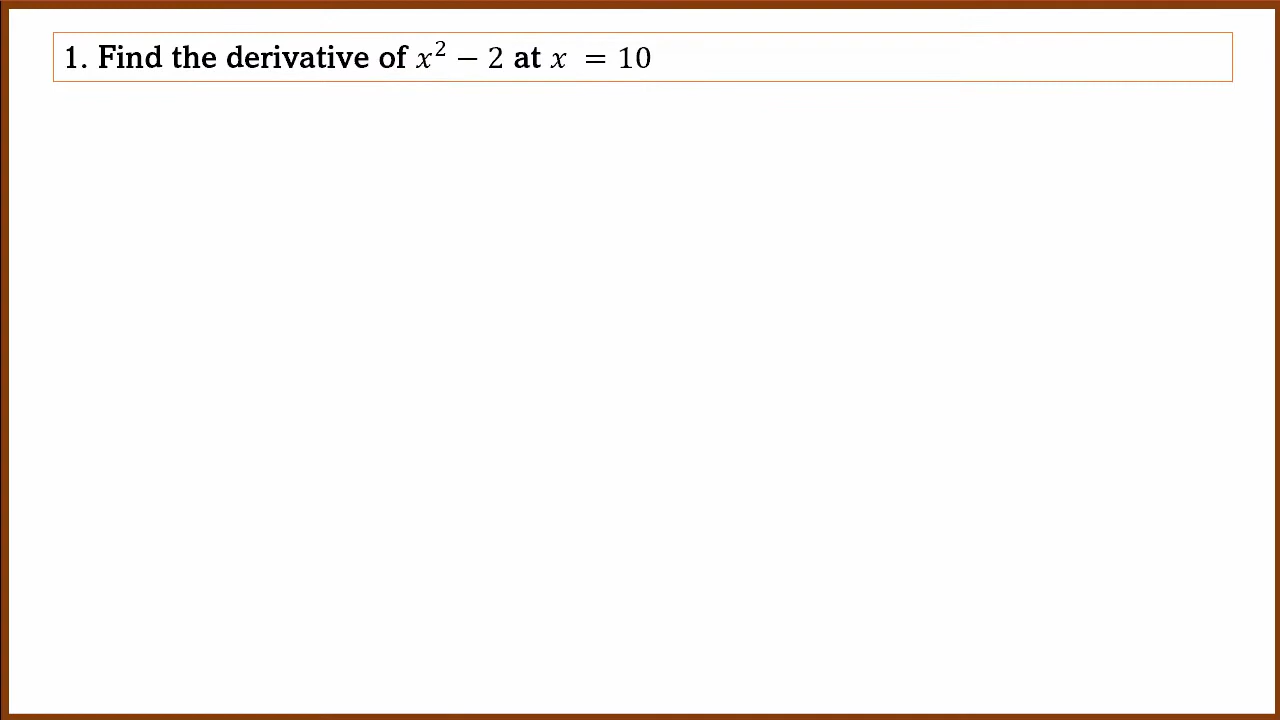 1. Find the derivative of x² − 2 at x = 10